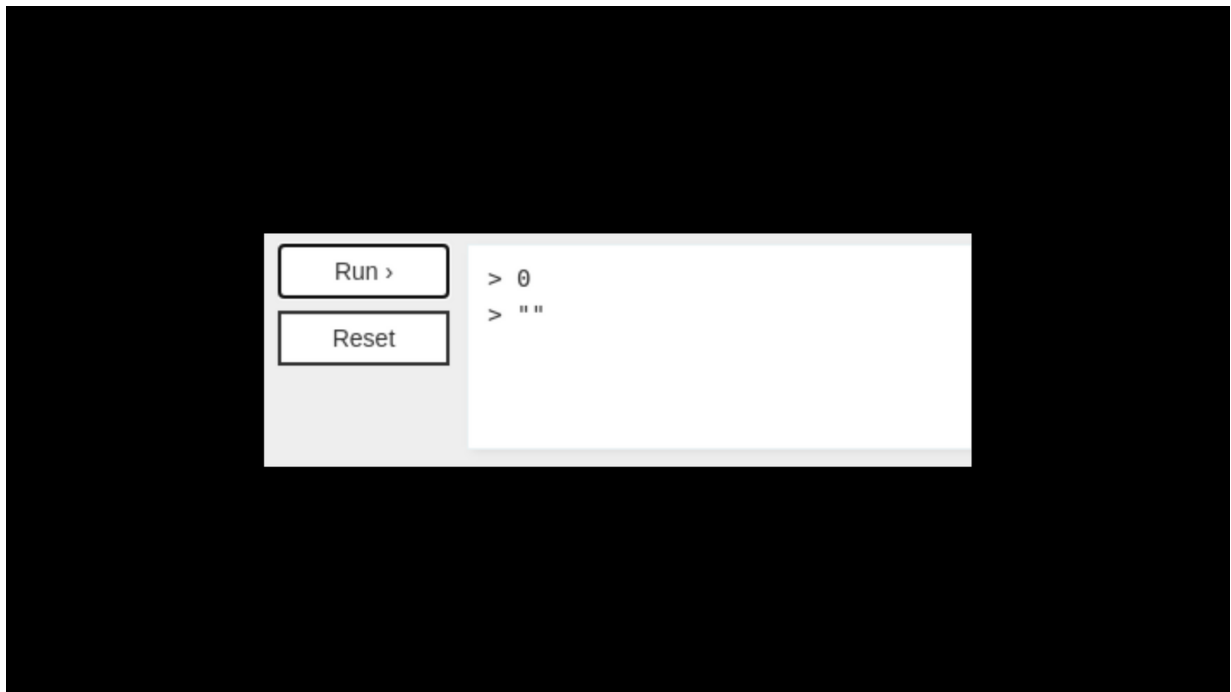 Run ›
Reset
> 0
> ""